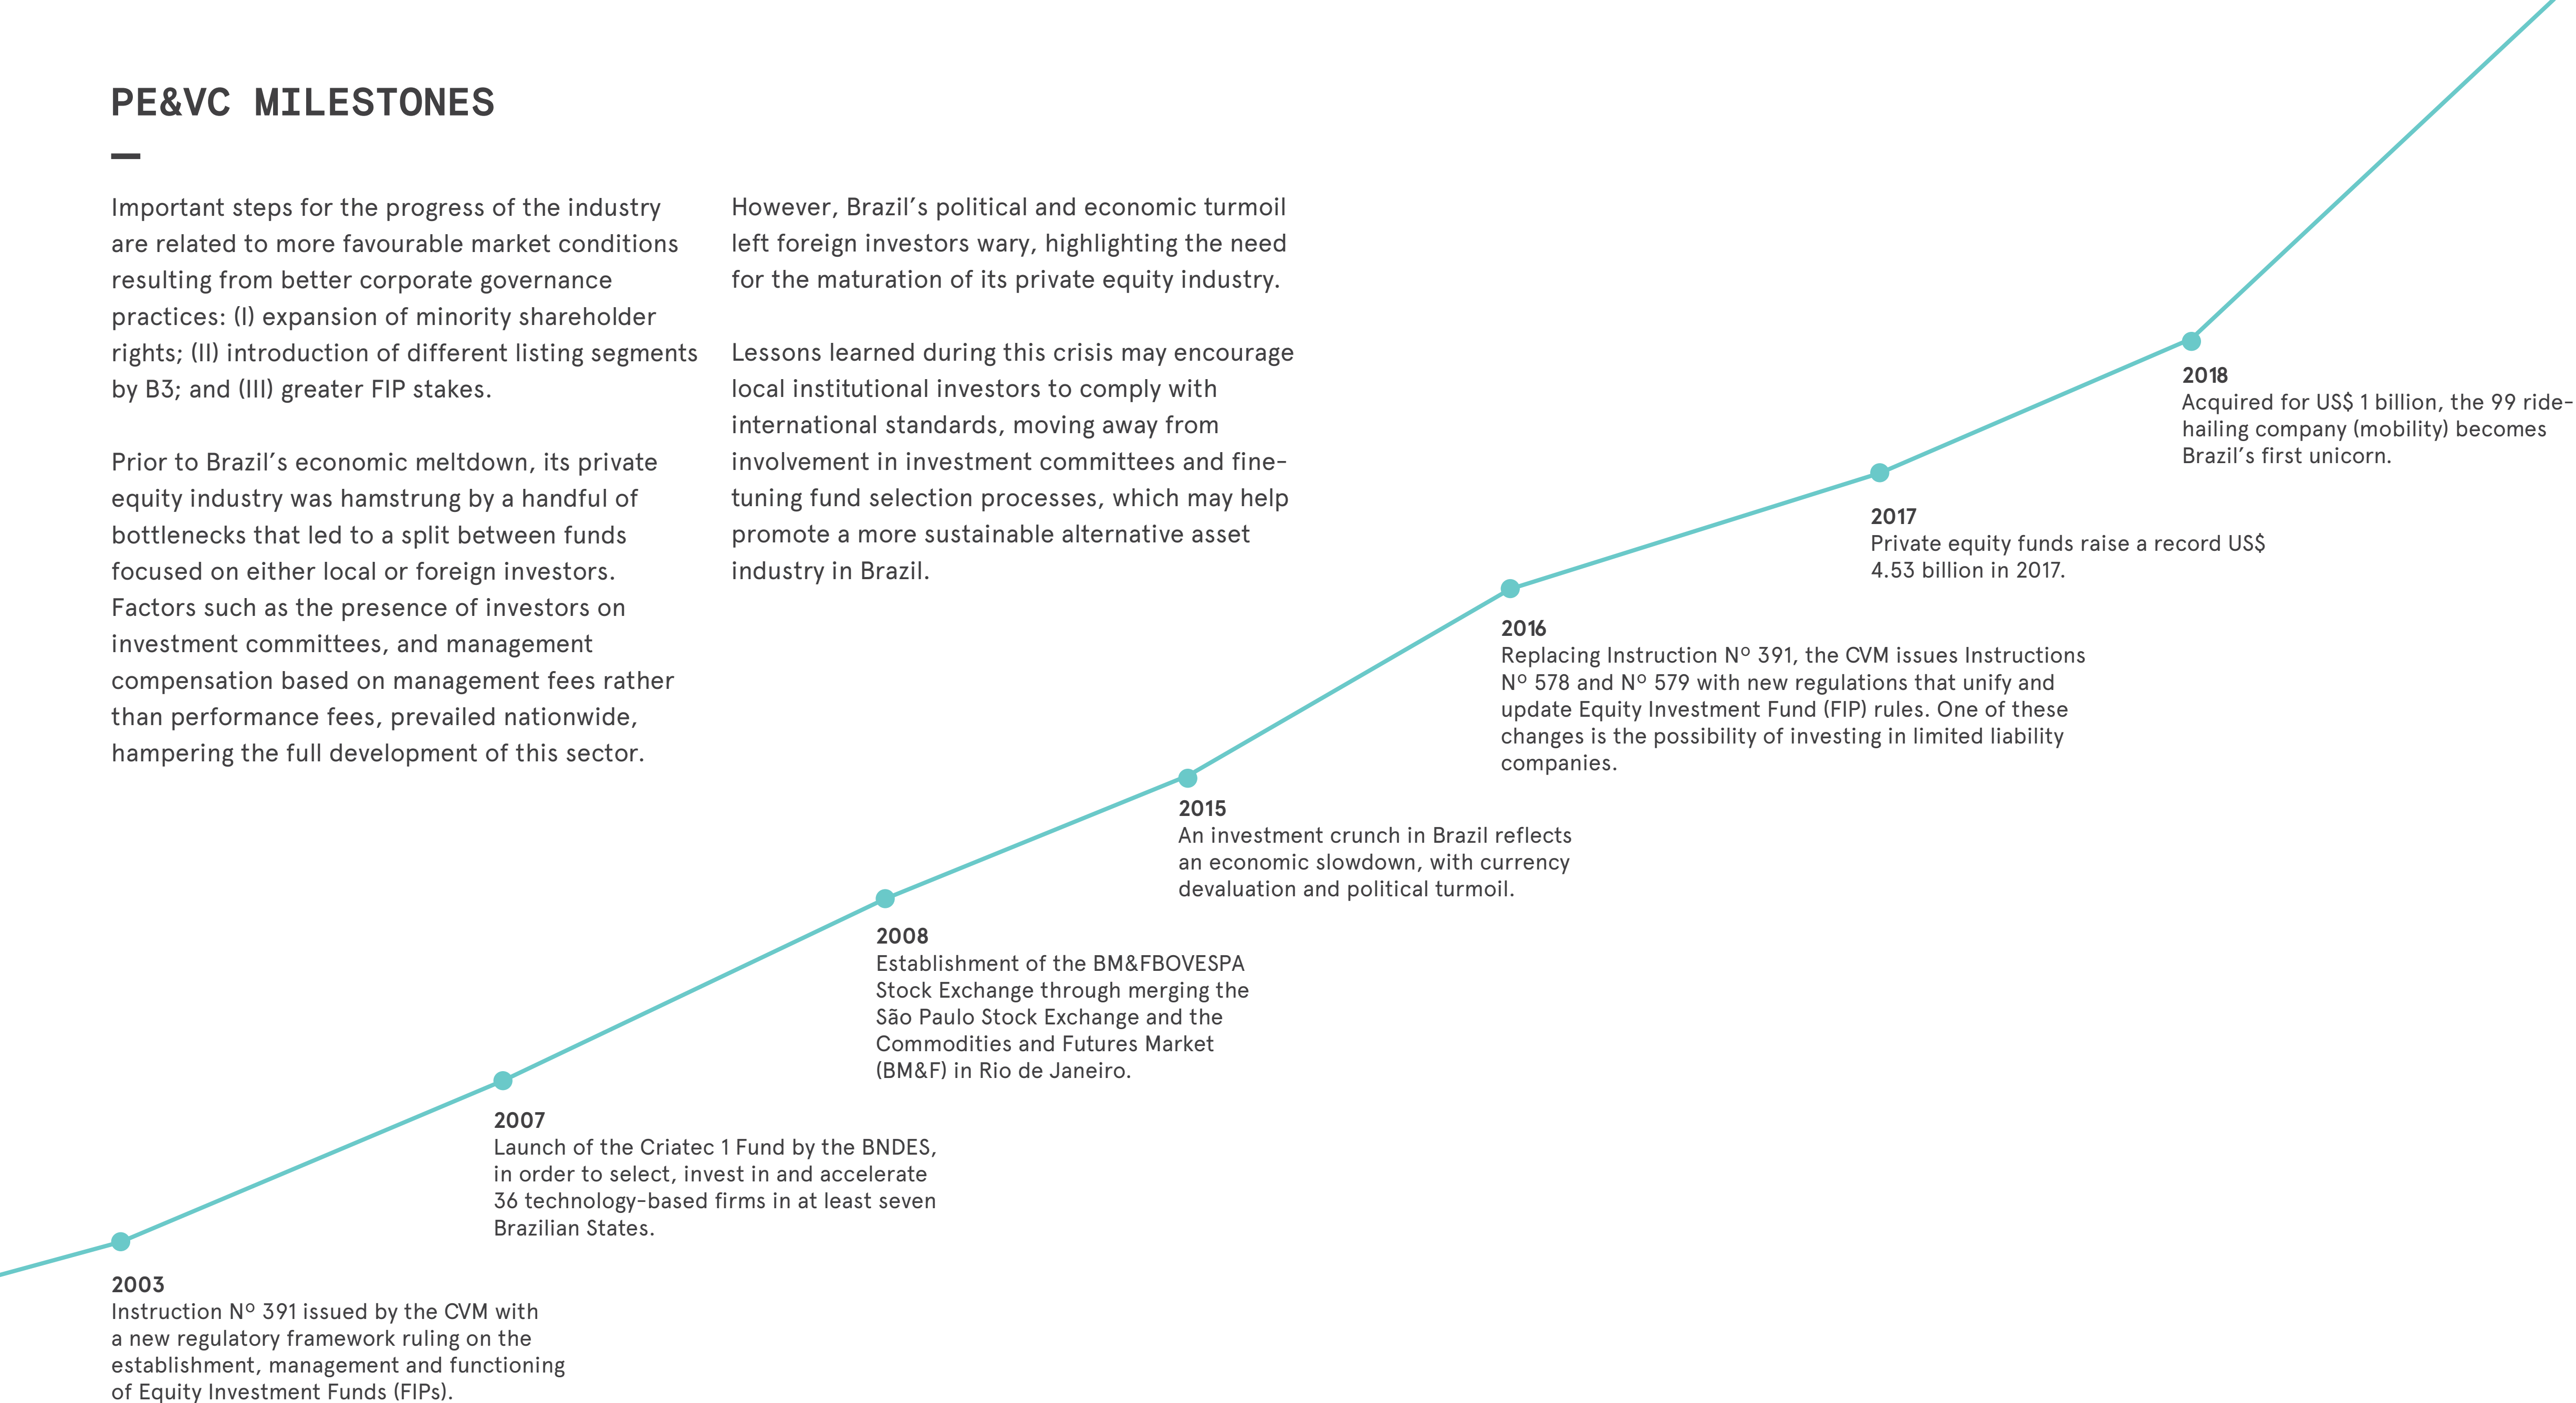 PE&VC MILESTONES
Important steps for the progress of the industry
are related to more favourable market conditions
resulting from better corporate governance
practices: (I) expansion of minority shareholder
rights; (II) introduction of different listing segments
by B3; and (III) greater FIP stakes.
Prior to Brazil’s economic meltdown, its private
equity industry was hamstrung by a handful of
bottlenecks that led to a split between funds
focused on either local or foreign investors.
Factors such as the presence of investors on
investment committees, and management
compensation based on management fees rather
than performance fees, prevailed nationwide,
hampering the full development of this sector.
However, Brazil’s political and economic turmoil
left foreign investors wary, highlighting the need
for the maturation of its private equity industry.
Lessons learned during this crisis may encourage
local institutional investors to comply with
international standards, moving away from
involvement in investment committees and fine-
tuning fund selection processes, which may help
promote a more sustainable alternative asset
industry in Brazil.
2003
Instruction Nº 391 issued by the CVM with
a new regulatory framework ruling on the
establishment, management and functioning
of Equity Investment Funds (FIPs).
2007
Launch of the Criatec 1 Fund by the BNDES,
in order to select, invest in and accelerate
36 technology-based firms in at least seven
Brazilian States.
2008
Establishment of the BM&FBOVESPA
Stock Exchange through merging the
São Paulo Stock Exchange and the
Commodities and Futures Market
(BM&F) in Rio de Janeiro.
2015
An investment crunch in Brazil reflects
an economic slowdown, with currency
devaluation and political turmoil.
2016
Replacing Instruction Nº 391, the CVM issues Instructions
Nº 578 and Nº 579 with new regulations that unify and
update Equity Investment Fund (FIP) rules. One of these
changes is the possibility of investing in limited liability
companies.
2017
Private equity funds raise a record US$
4.53 billion in 2017.
2018
Acquired for US$ 1 billion, the 99 ride-
hailing company (mobility) becomes
Brazil’s first unicorn.